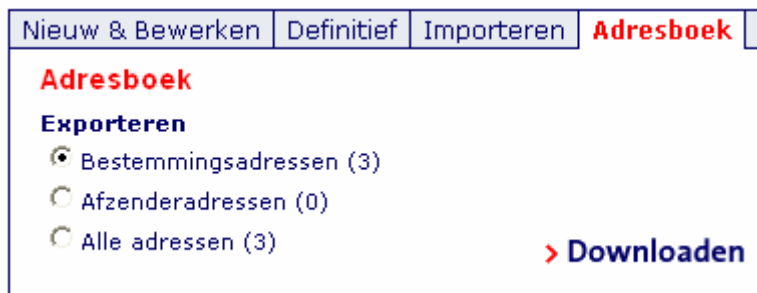 Nieuw & Bewerken Definitief Importeren Adresboek
Adresboek
Exporteren
Bestemmingsadressen (3)
Afzenderadressen (0)
Alle adressen (3)
> Downloaden